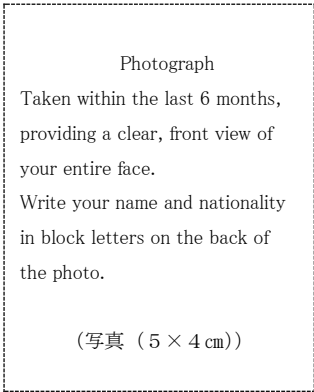 Photograph
Taken within the last 6 months,
providing a clear, front view of
your entire face.
Write your name and nationality
in block letters on the back of
the photo.
（写真（５×４㎝））